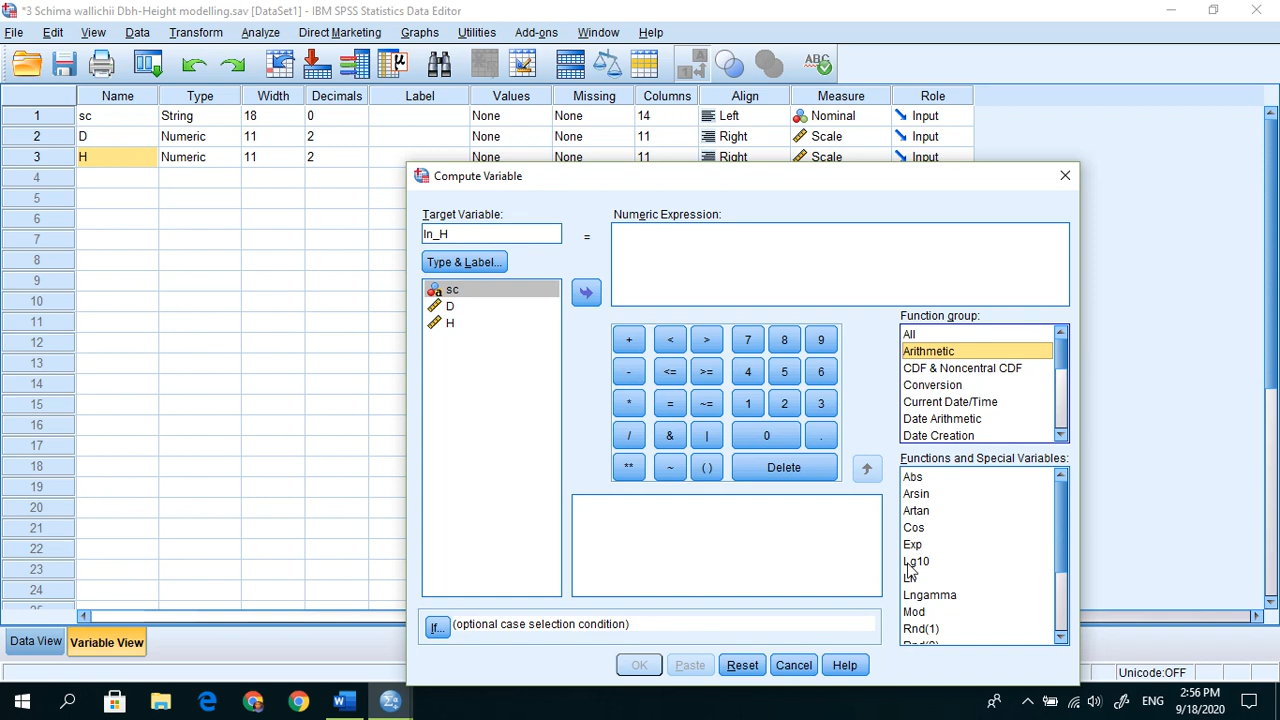 *3 Schima wallichii Dbh-Height modelling.sav [DataSet1] - IBM SPSS Statistics Data Editor
File Edit View Data Transform Analyze Direct Marketing Graphs Utilities Add-ons Window Help
Name Type Width Decimals Label Values Missing Columns Align Measure Role
1 sc String 18 0 None None 14 Left Nominal Input
2 D Numeric 11 2 None None 11 Right Scale Input
3 H Numeric 11 2 None None 11 Right Scale Input
4
5
6
7
8
9
10
11
12
13
14
15
16
17
18
19
20
21
22
23
24
Compute Variable
Target Variable:
ln_H
=
Numeric Expression:
Type & Label...
sc
D
H
+ < > 7 8 9
- <= >= 4 5 6
* = ~= 1 2 3
/ & | 0 .
** ~ ( ) Delete
Function group:
All
Arithmetic
CDF & Noncentral CDF
Conversion
Current Date/Time
Date Arithmetic
Date Creation
Functions and Special Variables:
Abs
Arsin
Artan
Cos
Exp
Lg10
Ln
Lngamma
Mod
Rnd(1)
If... (optional case selection condition)
OK Paste Reset Cancel Help
Data View Variable View
Unicode:OFF
ENG
2:56 PM
9/18/2020